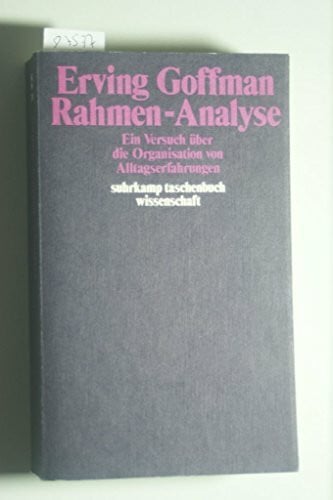 Erving Goffman
Rahmen-Analyse
Ein Versuch über
die Organisation von
Alltagserfahrungen
suhrkamp taschenbuch
wissenschaft